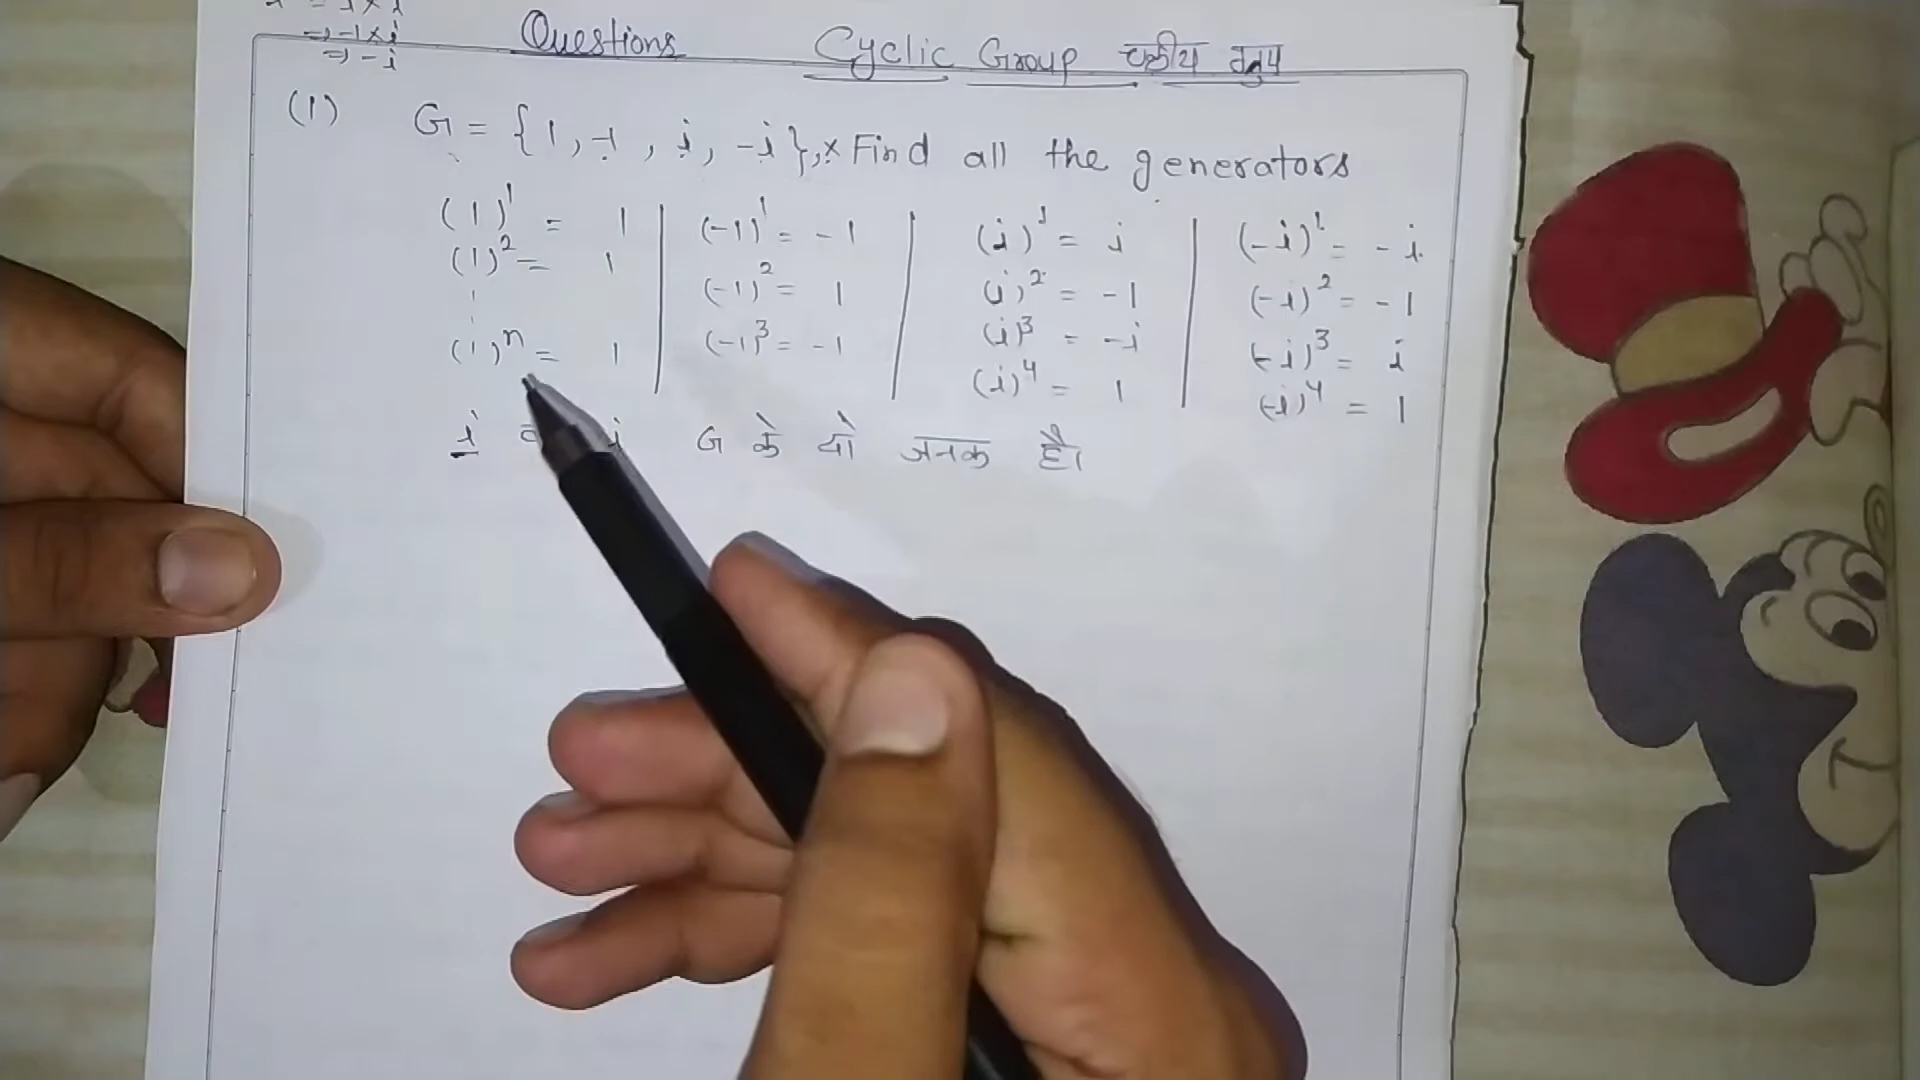 => -1 × i
=> -i
Questions Cyclic Group चक्रीय समुह
(1) G = {1, -1, i, -i}, × Find all the generators
(1)¹ = 1 | (-1)¹ = -1 | (i)¹ = i | (-i)¹ = -i
(1)² = 1 | (-1)² = 1 | (i)² = -1 | (-i)² = -1
(1)ⁿ = 1 | (-1)³ = -1 | (i)³ = -i | (-i)³ = i
(i)⁴ = 1 | (-i)⁴ = 1
i i G के दो जनक है।